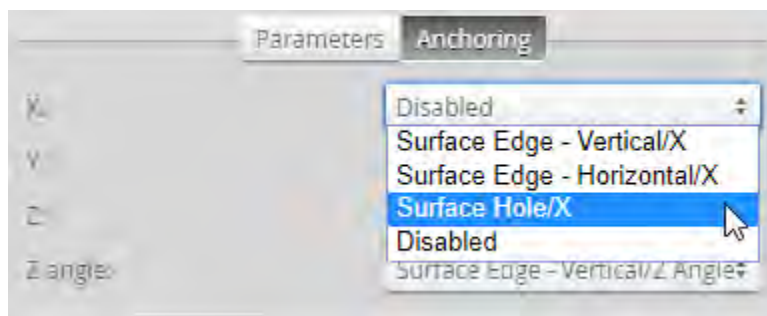 Parameters Anchoring
X: Disabled
Surface Edge - Vertical/X
Y: Surface Edge - Horizontal/X
Z: Surface Hole/X
Disabled
Z angle: Surface Edge - Vertical/Z Angle